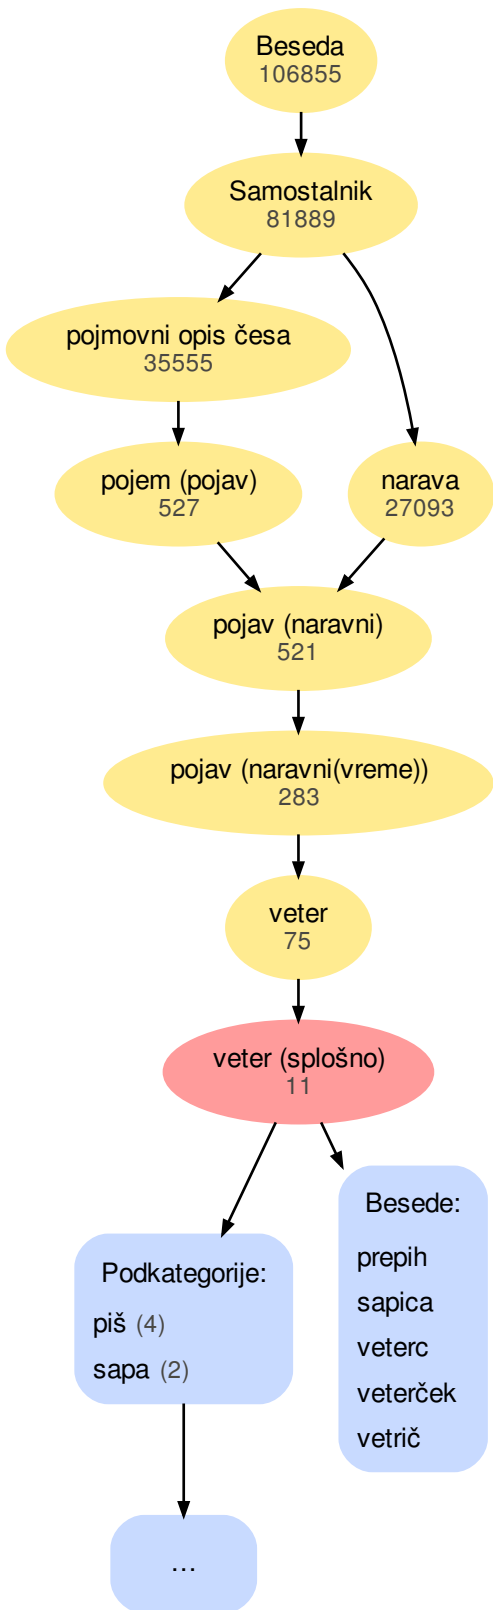 Beseda
106855
Samostalnik
81889
pojmovni opis česa
35555
pojem (pojav)
527
narava
27093
pojav (naravni)
521
pojav (naravni(vreme))
283
veter
75
veter (splošno)
11
Podkategorije:
piš (4)
sapa (2)
Besede:
prepih
sapica
veterc
veterček
vetrič
...